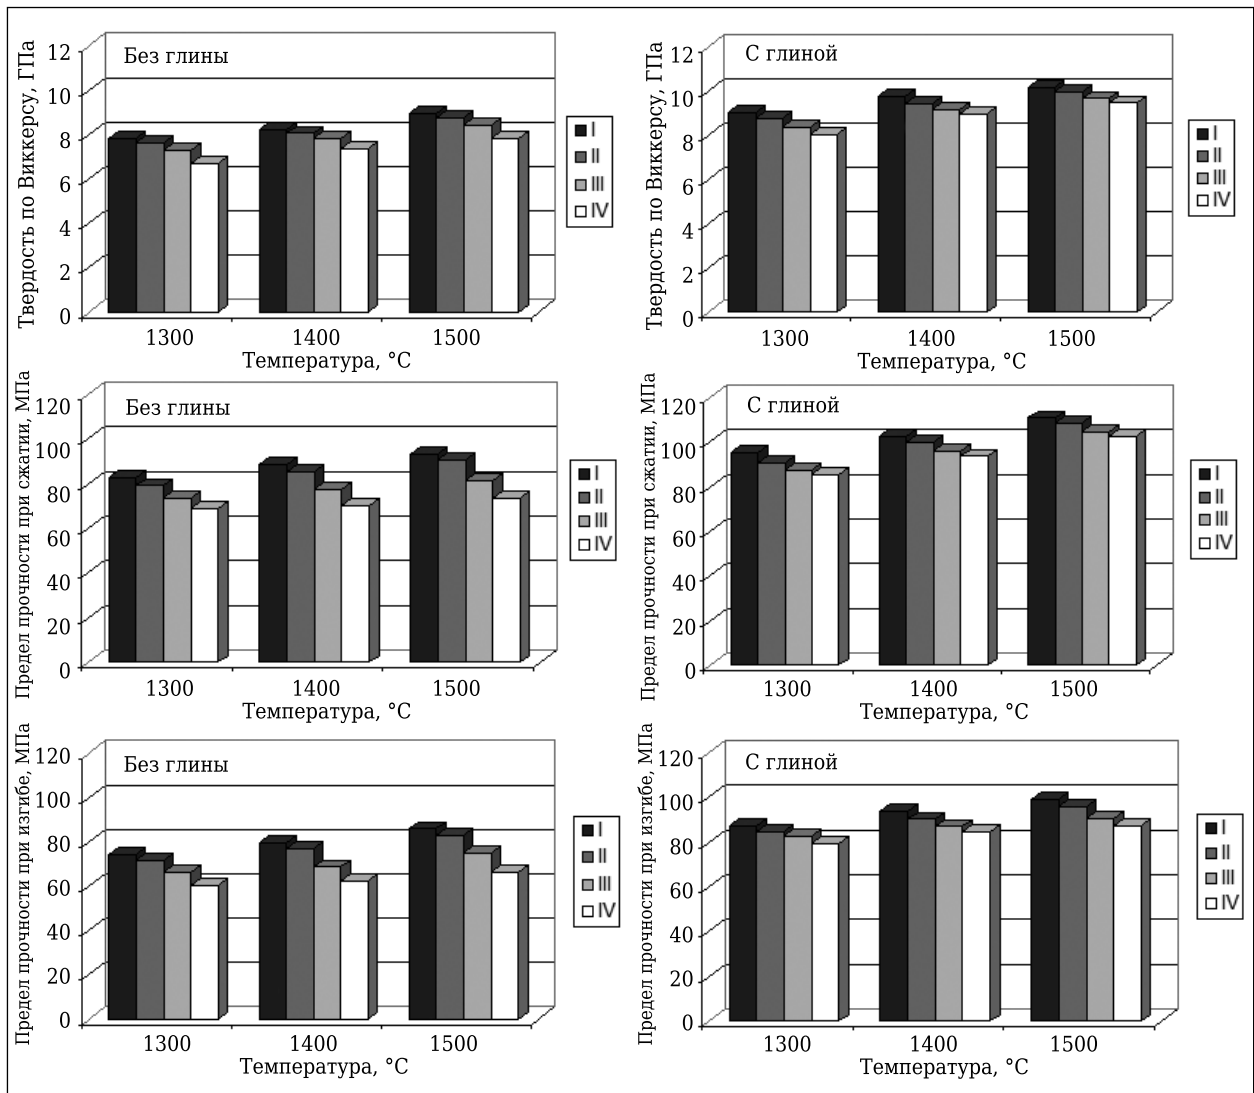 Без глины
Твердость по Виккерсу, ГПа
12
10
8
6
4
2
0
1300 1400 1500
Температура, °C
I
II
III
IV
С глиной
Твердость по Виккерсу, ГПа
12
10
8
6
4
2
0
1300 1400 1500
Температура, °C
I
II
III
IV
Без глины
Предел прочности при сжатии, МПа
120
100
80
60
40
20
0
1300 1400 1500
Температура, °C
I
II
III
IV
С глиной
Предел прочности при сжатии, МПа
120
100
80
60
40
20
0
1300 1400 1500
Температура, °C
I
II
III
IV
Без глины
Предел прочности при изгибе, МПа
120
100
80
60
40
20
0
1300 1400 1500
Температура, °C
I
II
III
IV
С глиной
Предел прочности при изгибе, МПа
120
100
80
60
40
20
0
1300 1400 1500
Температура, °C
I
II
III
IV